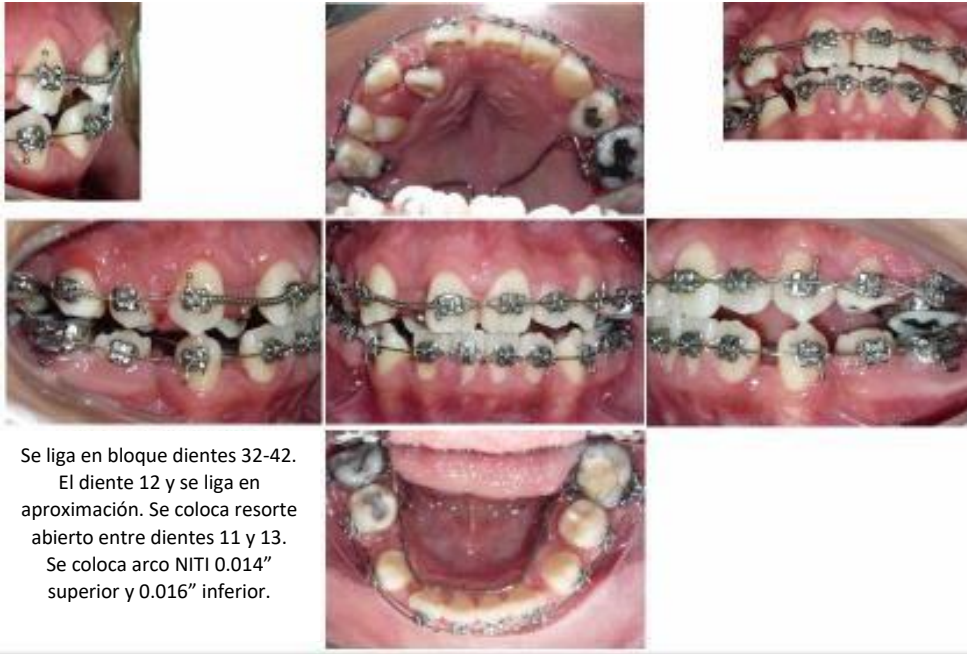 Se liga en bloque dientes 32-42.
El diente 12 y se liga en
aproximación. Se coloca resorte
abierto entre dientes 11 y 13.
Se coloca arco NITI 0.014”
superior y 0.016” inferior.